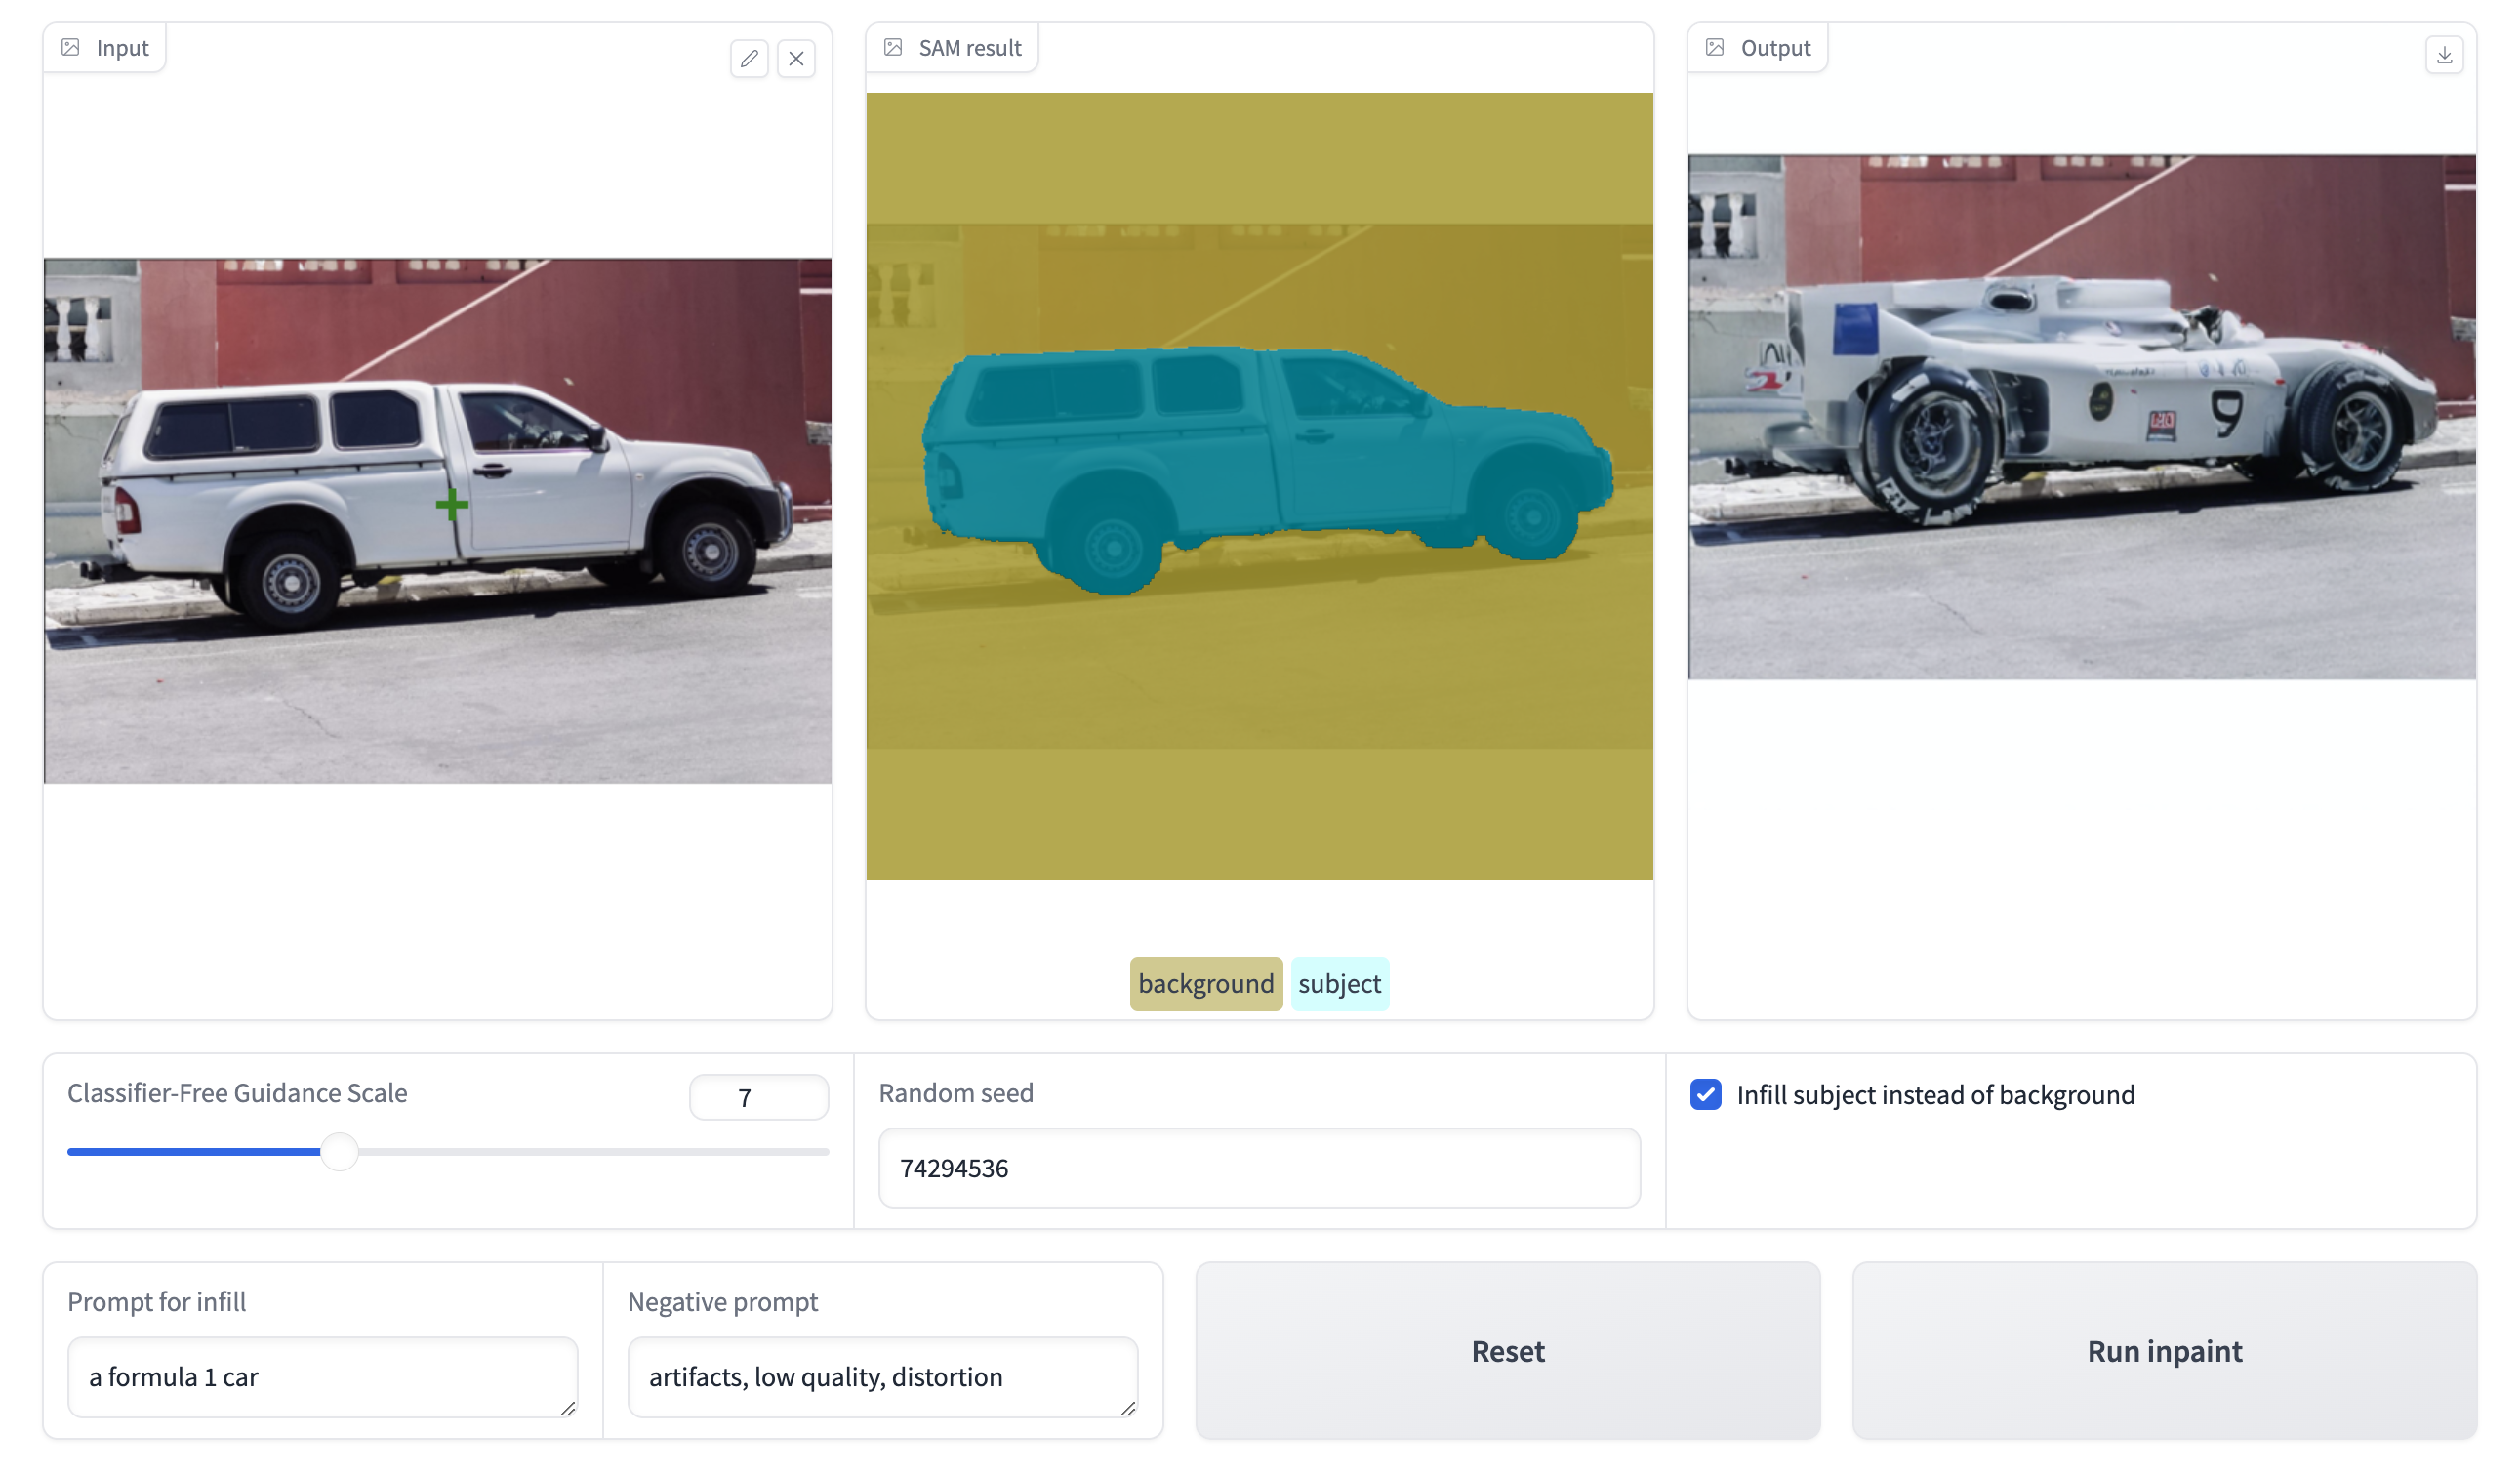 Input
SAM result
Output
9
background
subject
Classifier-Free Guidance Scale
7
Random seed
74294536
Infill subject instead of background
Prompt for infill
a formula 1 car
Negative prompt
artifacts, low quality, distortion
Reset
Run inpaint